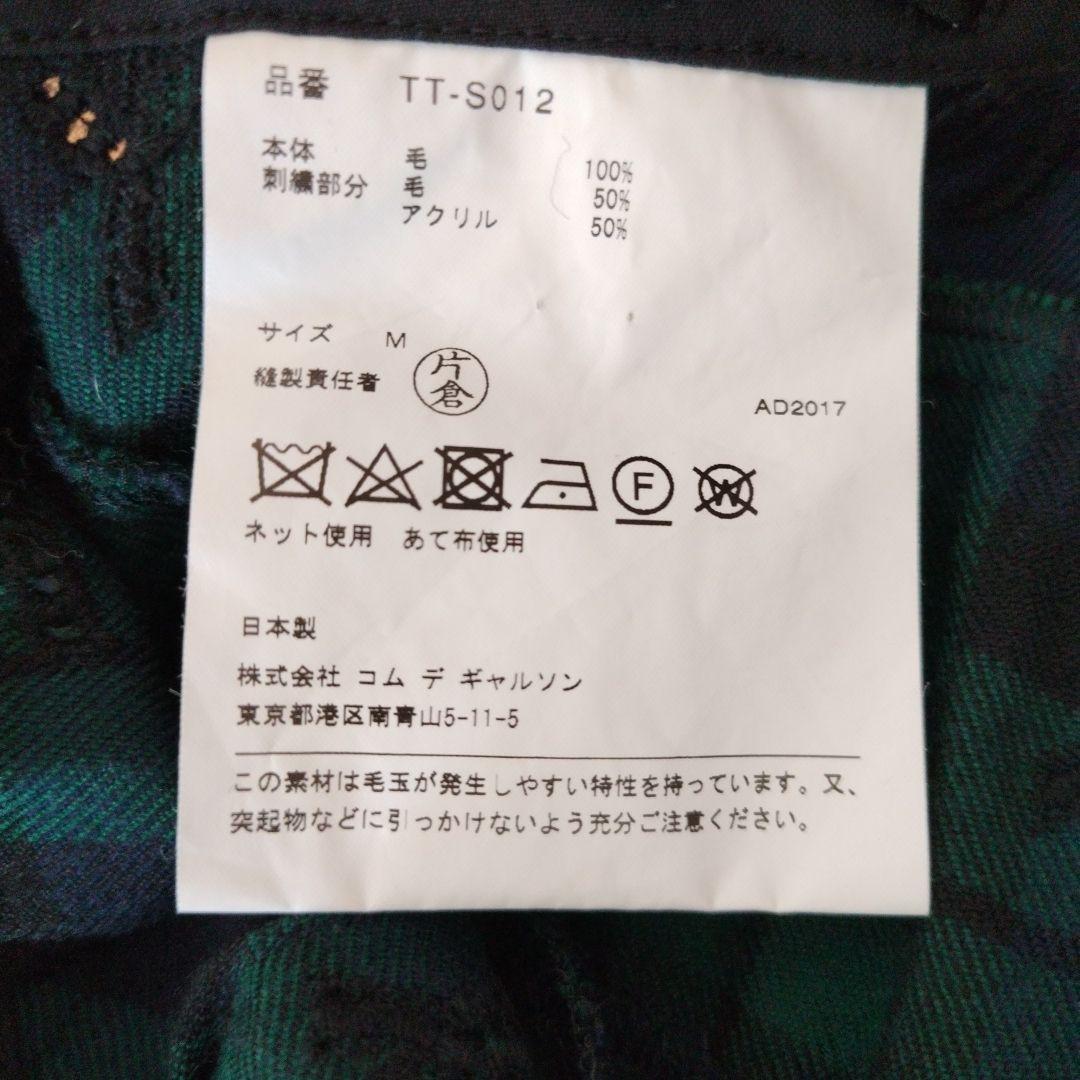 品番 TT-S012
本体 毛 100%
刺繍部分 毛 50%
アクリル 50%
サイズ M
縫製責任者 片倉
AD2017
F W
ネット使用 あて布使用
日本製
株式会社 コム デ ギャルソン
東京都港区南青山5-11-5
この素材は毛玉が発生しやすい特性を持っています。又、
突起物などに引っかけないよう充分ご注意ください。